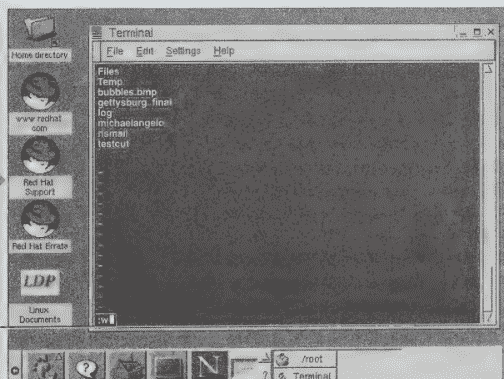 Home directory
www.redhat.com
Red Hat Support
Red Hat Errata
LDP
Linux Documents
Terminal
File Edit Settings Help
Files
Temp
bubbles.bmp
gettysburg.final
log
michaelangelo
nsmail
testcut
~
~
~
~
~
~
~
~
~
~
~
~
~
:w
N
?
/root
Terminal